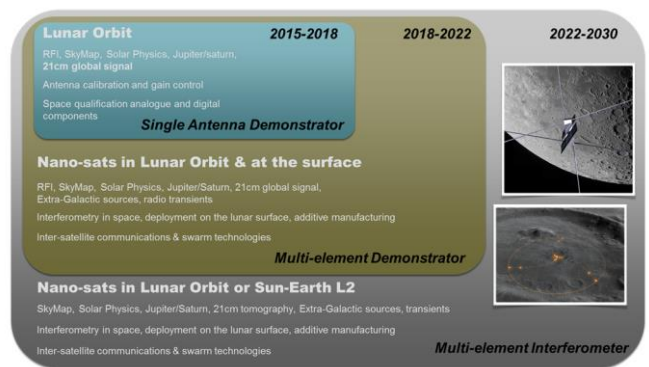 Lunar Orbit 2015-2018 2018-2022 2022-2030
RFI, SkyMap, Solar Physics, Jupiter/saturn,
21cm global signal
Antenna calibration and gain control
Space qualification analogue and digital
components
Single Antenna Demonstrator
Nano-sats in Lunar Orbit & at the surface
RFI, SkyMap, Solar Physics, Jupiter/Saturn, 21cm global signal,
Extra-Galactic sources, radio transients
Interferometry in space, deployment on the lunar surface, additive manufacturing
Inter-satellite communications & swarm technologies
Multi-element Demonstrator
Nano-sats in Lunar Orbit or Sun-Earth L2
SkyMap, Solar Physics, Jupiter/Saturn, 21cm tomography, Extra-Galactic sources, transients
Interferometry in space, deployment on the lunar surface, additive manufacturing
Inter-satellite communications & swarm technologies
Multi-element Interferometer